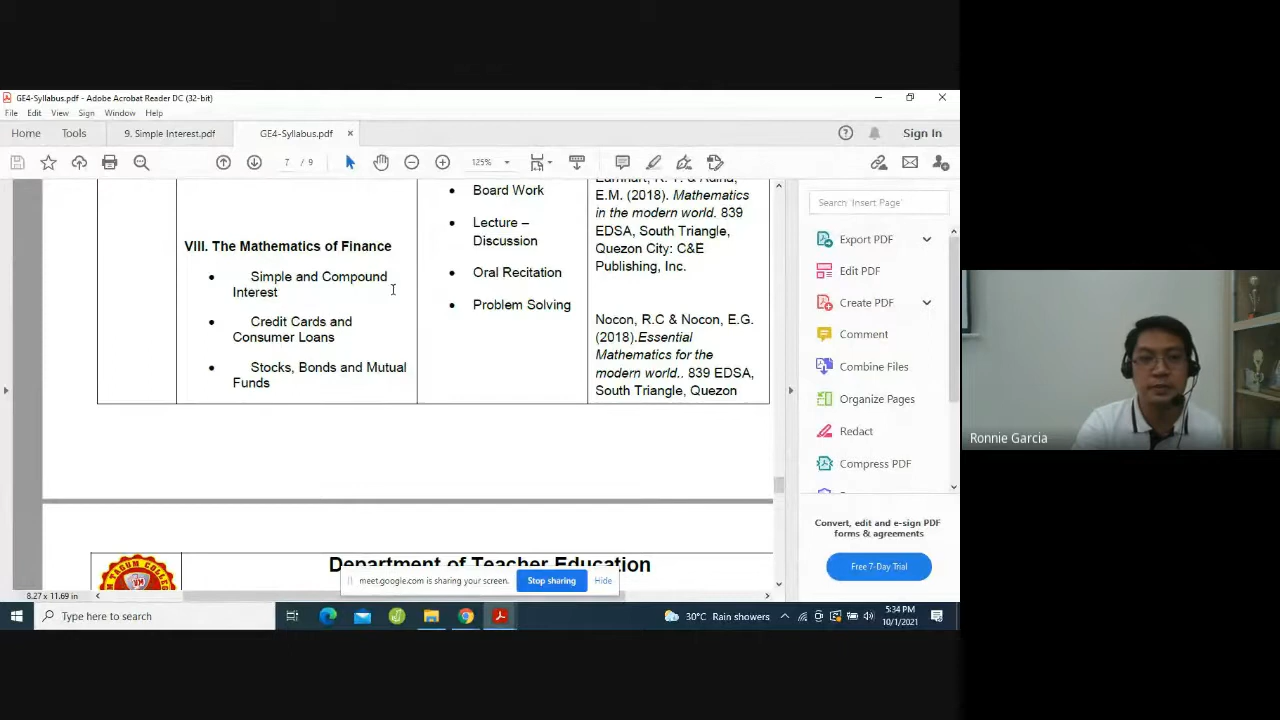 GE4-Syllabus.pdf - Adobe Acrobat Reader DC (32-bit)
File Edit View Sign Window Help
Home Tools 9. Simple Interest.pdf GE4-Syllabus.pdf × Sign In
7 / 9 125%
Board Work
Lecture –
Discussion
Oral Recitation
Problem Solving
VIII. The Mathematics of Finance
Simple and Compound
Interest
Credit Cards and
Consumer Loans
Stocks, Bonds and Mutual
Funds
E.M. (2018). Mathematics
in the modern world. 839
EDSA, South Triangle,
Quezon City: C&E
Publishing, Inc.
Nocon, R.C & Nocon, E.G.
(2018).Essential
Mathematics for the
modern world.. 839 EDSA,
South Triangle, Quezon
Search 'Insert Page'
Export PDF
Edit PDF
Create PDF
Comment
Combine Files
Organize Pages
Redact
Compress PDF
Convert, edit and e-sign PDF
forms & agreements
Free 7-Day Trial
Department of Teacher Education
meet.google.com is sharing your screen. Stop sharing Hide
8.27 x 11.69 in
Type here to search
30°C Rain showers
5:34 PM
10/1/2021
Ronnie Garcia